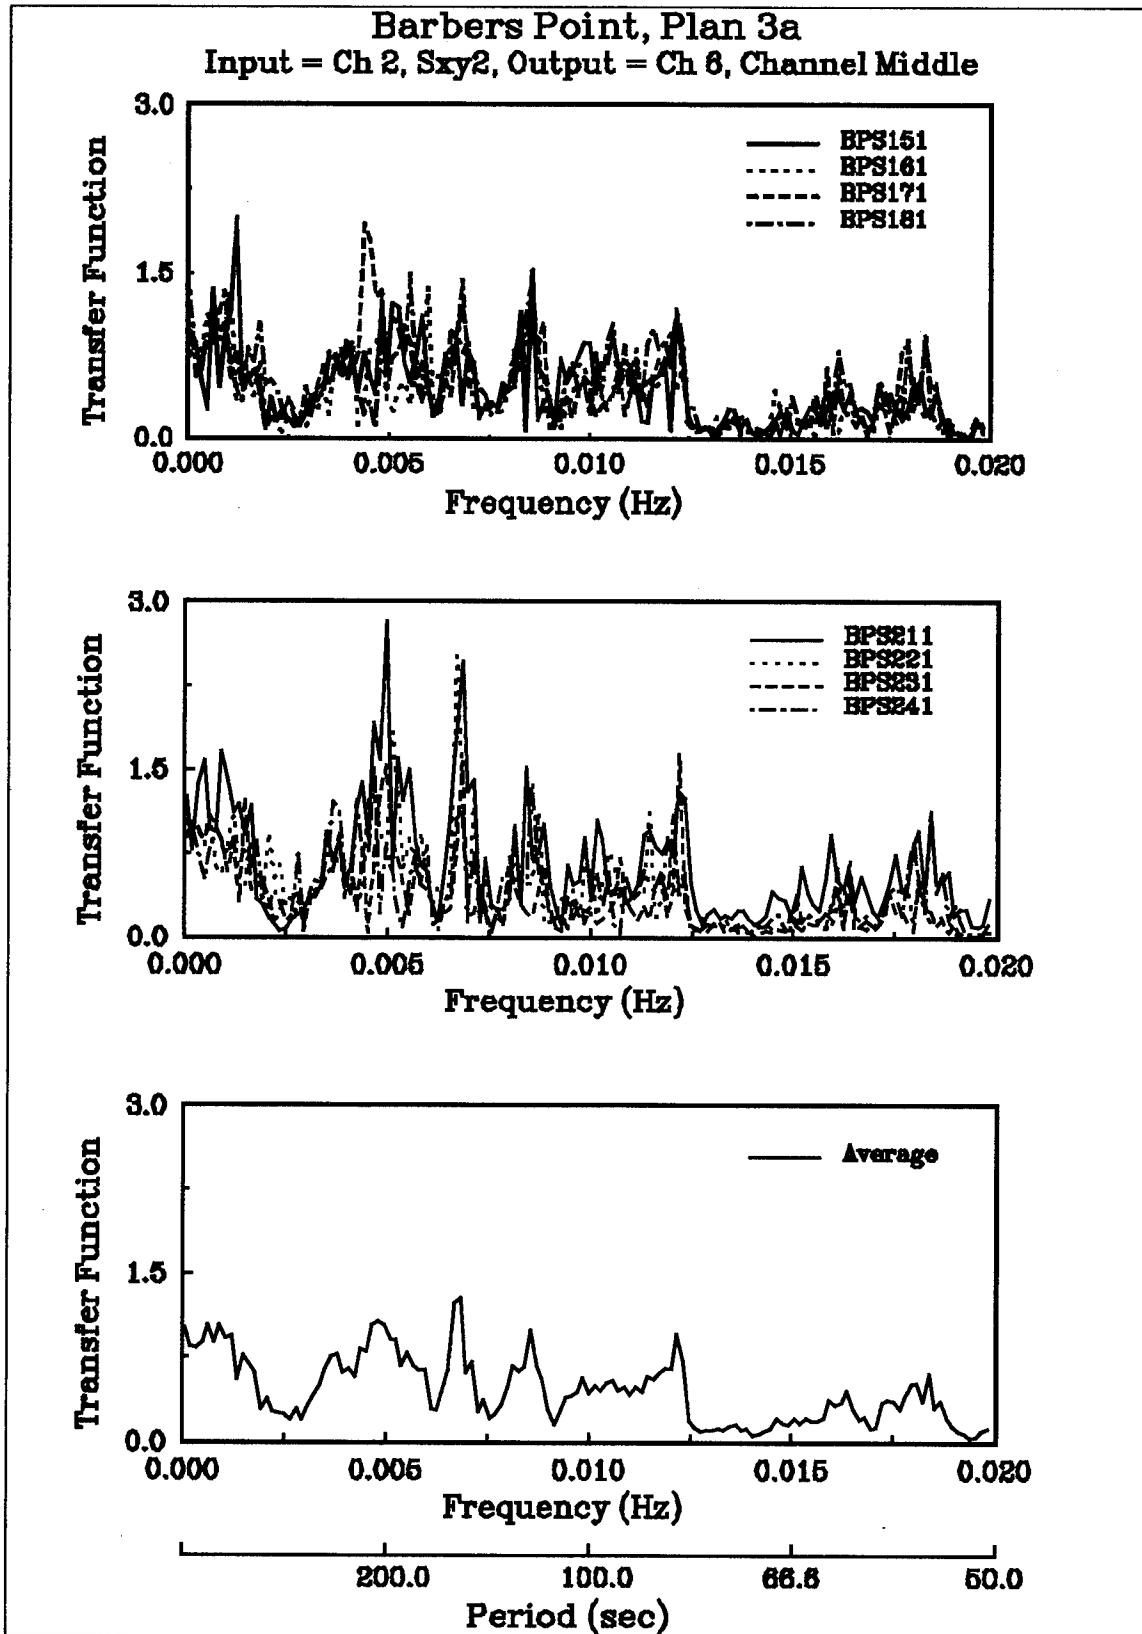 Barbers Point, Plan 3a
Input = Ch 2, Sxy2, Output = Ch 6, Channel Middle
3.0
1.5
0.0
Transfer Function
BPS151
BPS161
BPS171
BPS181
0.000 0.005 0.010 0.015 0.020
Frequency (Hz)
3.0
1.5
0.0
Transfer Function
BPS211
BPS221
BPS231
BPS241
0.000 0.005 0.010 0.015 0.020
Frequency (Hz)
3.0
1.5
0.0
Transfer Function
Average
0.000 0.005 0.010 0.015 0.020
Frequency (Hz)
200.0 100.0 66.6 50.0
Period (sec)